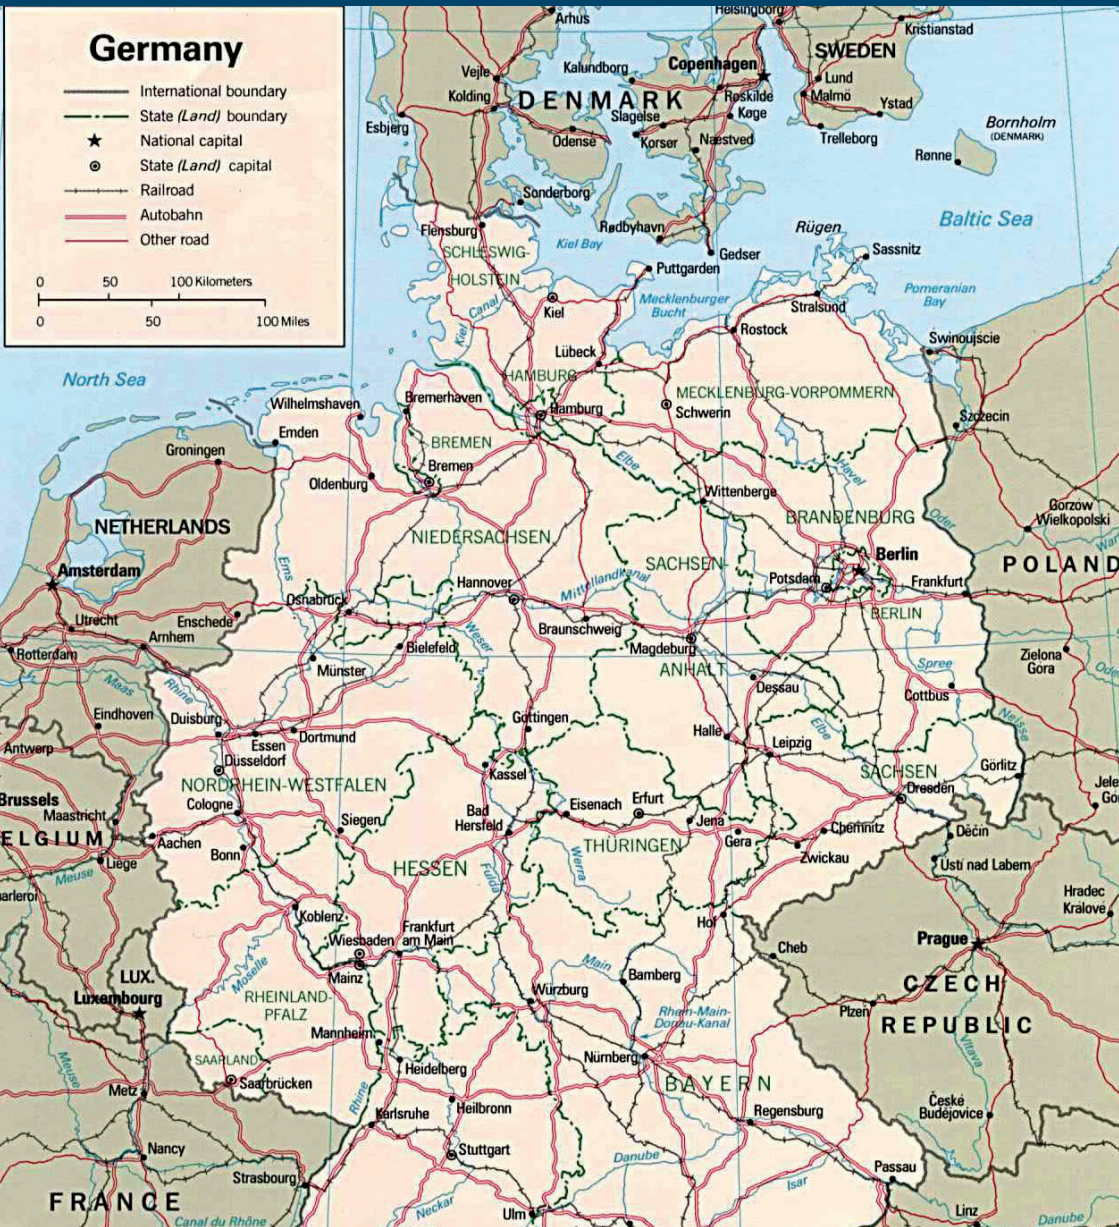 Germany
International boundary
State (Land) boundary
National capital
State (Land) capital
Railroad
Autobahn
Other road
0 50 100 Kilometers
0 50 100 Miles
Århus
Helsingborg
Kristianstad
SWEDEN
Vejle
Kalundborg
Copenhagen
Lund
Kolding
DENMARK
Roskilde
Malmö
Ystad
Esbjerg
Slagelse
Køge
Odense
Korsør
Næstved
Trelleborg
Bornholm
(DENMARK)
Rønne
Sonderborg
Baltic Sea
Flensburg
Rødbyhavn
Kiel Bay
Rügen
Sassnitz
Gedser
SCHLESWIG-
HOLSTEIN
Puttgarden
Pomeranian
Bay
Kiel
Kiel Canal
Mecklenburger
Bucht
Stralsund
Rostock
Świnoujście
Lübeck
North Sea
HAMBURG
MECKLENBURG-VORPOMMERN
Wilhelmshaven
Bremerhaven
Hamburg
Schwerin
Szczecin
Emden
BREMEN
Groningen
Bremen
Elbe
Havel
Oldenburg
Wittenberge
Gorzów
Wielkopolski
NETHERLANDS
BRANDENBURG
Oder
NIEDERSACHSEN
Berlin
POLAND
Amsterdam
Ems
SACHSEN-
Hannover
Mittellandkanal
Potsdam
Frankfurt
Osnabrück
Utrecht
Enschede
Braunschweig
BERLIN
Arnhem
Weser
Bielefeld
Magdeburg
Rotterdam
Zielona
Gora
Münster
ANHALT
Spree
Maas
Rhine
Dessau
Cottbus
Eindhoven
Duisburg
Göttingen
Elbe
Neisse
Antwerp
Essen
Dortmund
Halle
Leipzig
Düsseldorf
Kassel
SACHSEN
Görlitz
NORDRHEIN-WESTFALEN
Dresden
Brussels
Maastricht
Cologne
Bad
Hersfeld
Eisenach
Erfurt
Siegen
Jena
Chemnitz
Děčín
ELGIUM
Aachen
Gera
Liège
Bonn
THÜRINGEN
Zwickau
Ustí nad Labem
Meuse
HESSEN
Fulda
Werra
Hradec
Králové
Koblenz
Frankfurt
am Main
Hof
Wiesbaden
Prague
Moselle
Mainz
Main
Cheb
LUX.
Luxembourg
Bamberg
CZECH
REPUBLIC
RHEINLAND-
PFALZ
Würzburg
Rhein-Main-
Donau-Kanal
Plzeň
Mannheim
Vltava
SAARLAND
Nürnberg
Meuse
Heidelberg
Saarbrücken
BAYERN
Metz
Rhine
Heilbronn
České
Budějovice
Karlsruhe
Regensburg
Nancy
Stuttgart
Danube
Passau
Strasbourg
Isar
FRANCE
Neckar
Ulm
Linz
Danube
Canal du Rhône